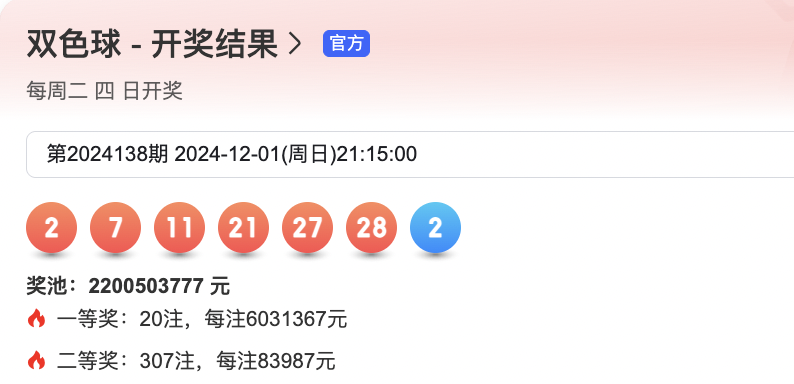 双色球 - 开奖结果 官方
每周二 四 日开奖
第2024138期 2024-12-01(周日)21:15:00
2 7 11 21 27 28 2
奖池：2200503777 元
一等奖：20注，每注6031367元
二等奖：307注，每注83987元